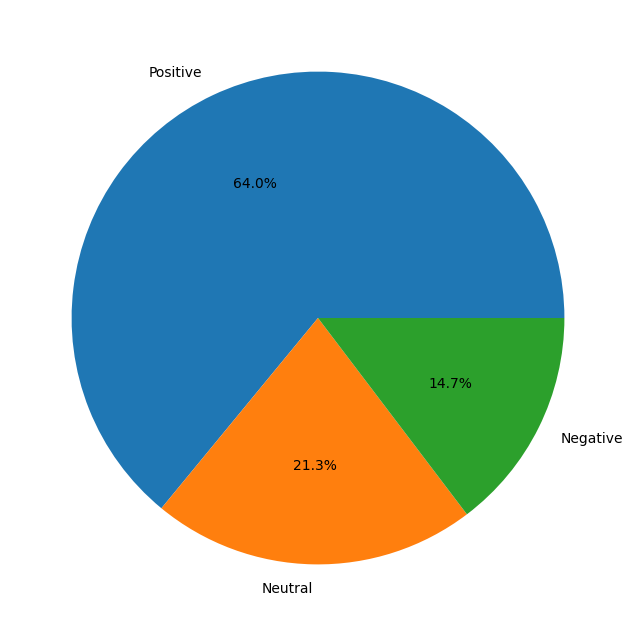 Positive
64.0%
14.7%
Negative
21.3%
Neutral